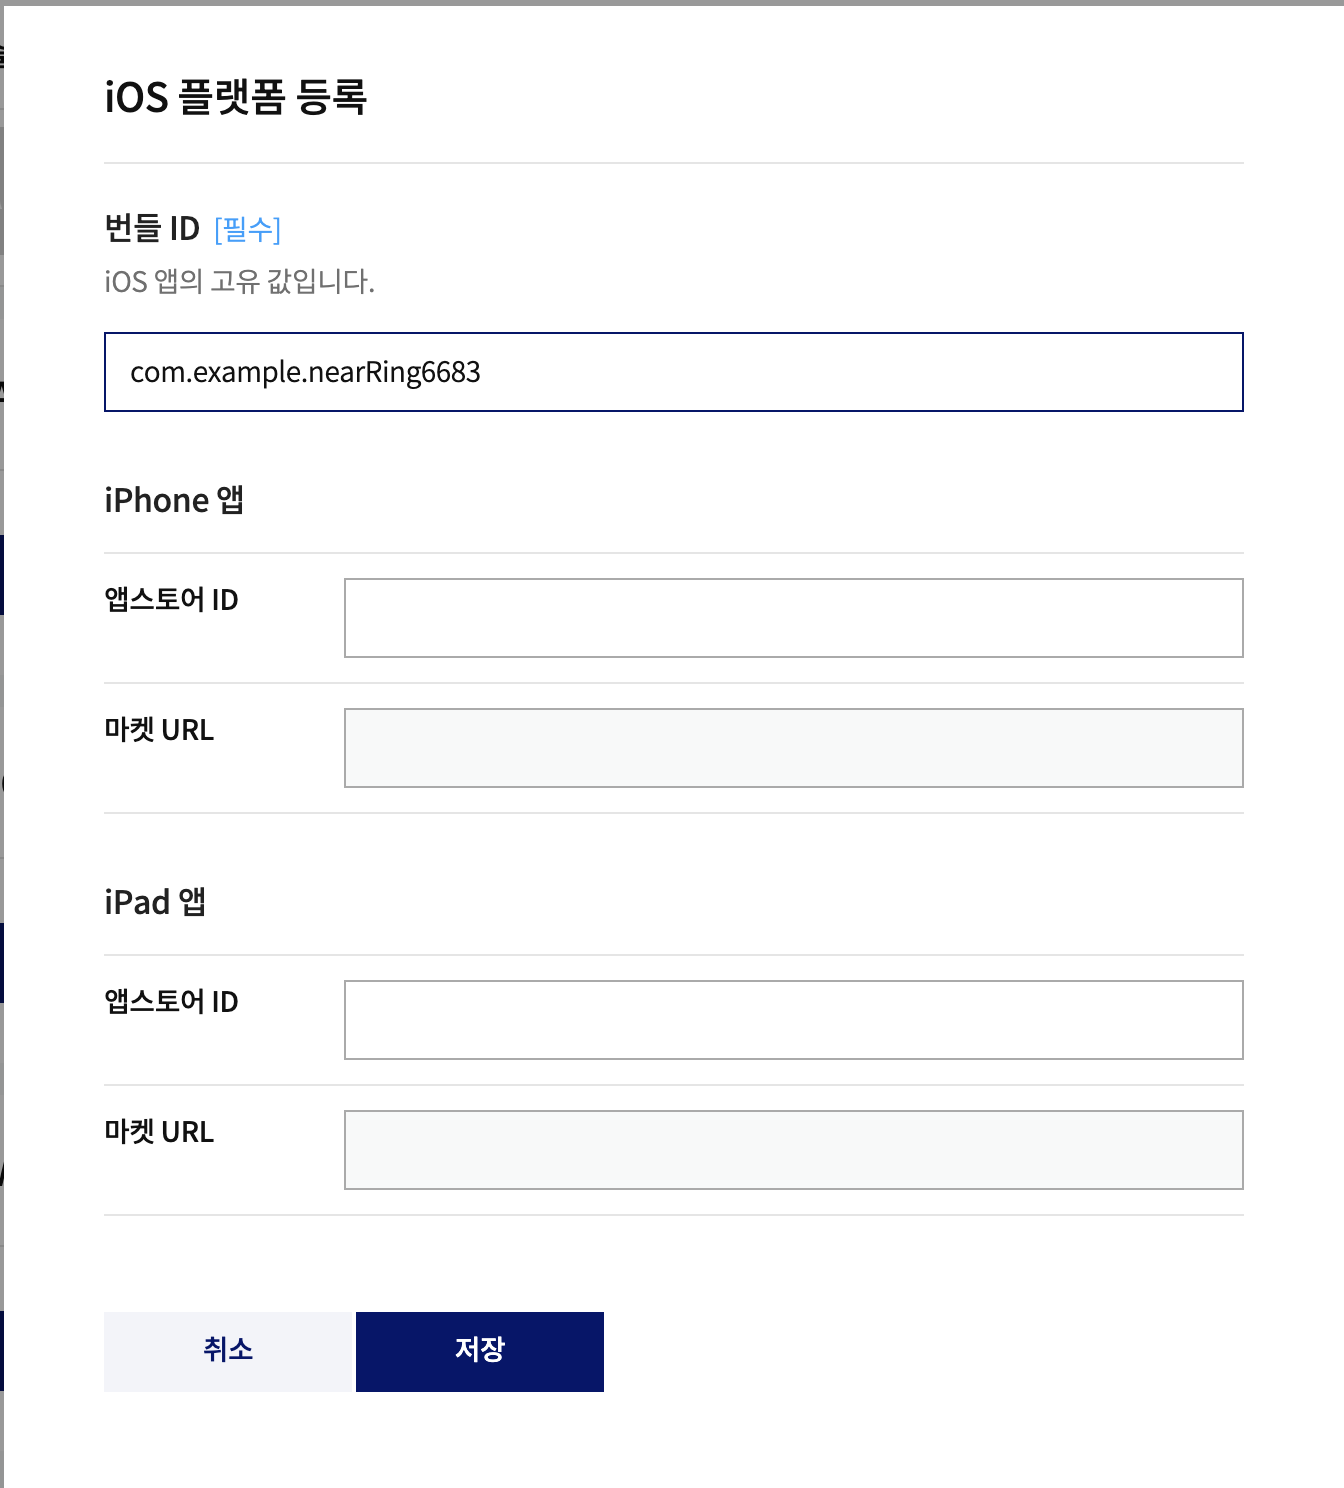 iOS 플랫폼 등록
번들 ID [필수]
iOS 앱의 고유 값입니다.
com.example.nearRing6683
iPhone 앱
앱스토어 ID
마켓 URL
iPad 앱
앱스토어 ID
마켓 URL
취소 저장